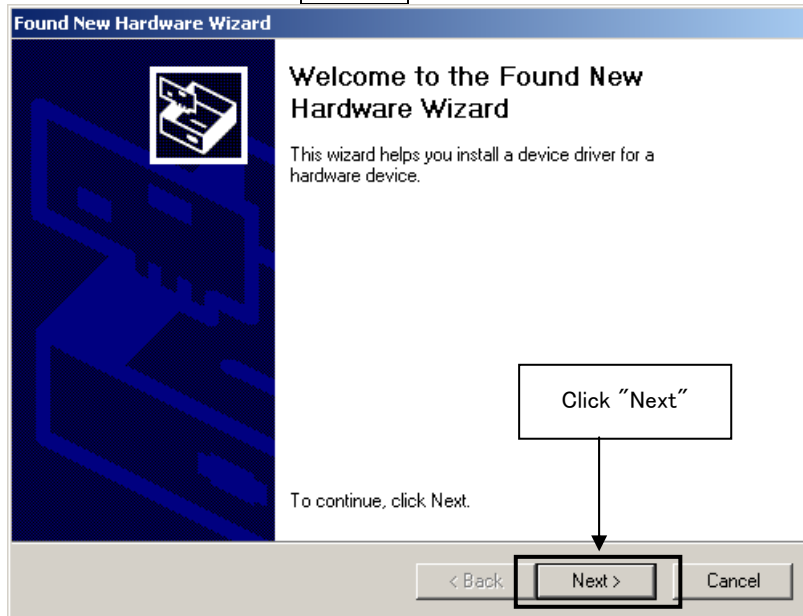 Found New Hardware Wizard
Welcome to the Found New
Hardware Wizard
This wizard helps you install a device driver for a
hardware device.
Click "Next"
To continue, click Next.
< Back
Next >
Cancel